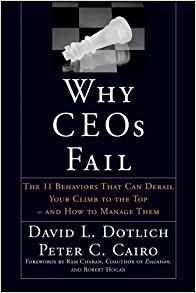 WHY
CEOS
FAIL
THE 11 BEHAVIORS THAT CAN DERAIL
YOUR CLIMB TO THE TOP
– AND HOW TO MANAGE THEM
DAVID L. DOTLICH
PETER C. CAIRO
FOREWORDS BY RAM CHARAN, COAUTHOR OF EXECUTION,
AND ROBERT HOGAN